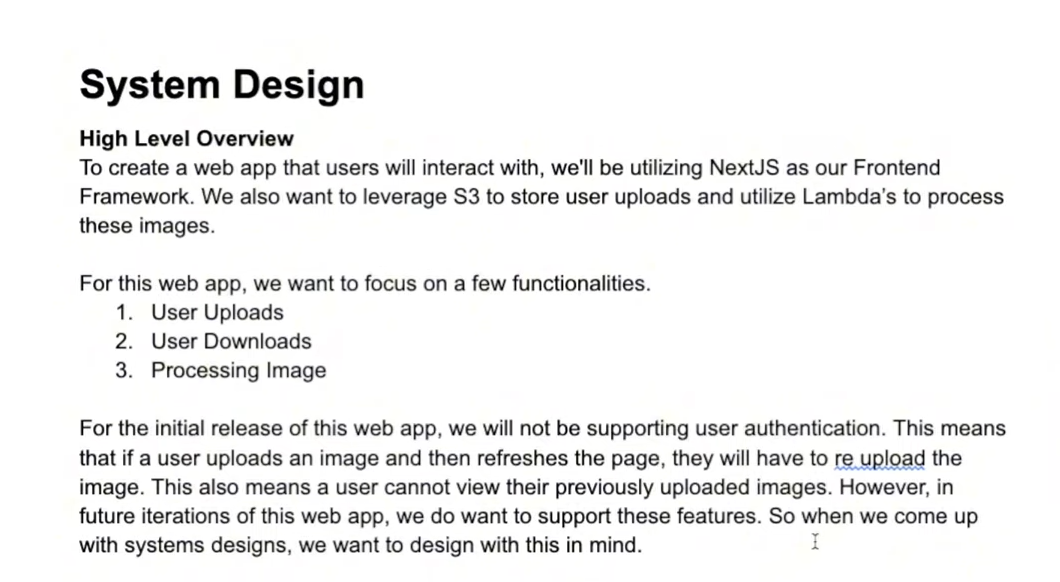 System Design
High Level Overview
To create a web app that users will interact with, we'll be utilizing NextJS as our Frontend
Framework. We also want to leverage S3 to store user uploads and utilize Lambda's to process
these images.
For this web app, we want to focus on a few functionalities.
1. User Uploads
2. User Downloads
3. Processing Image
For the initial release of this web app, we will not be supporting user authentication. This means
that if a user uploads an image and then refreshes the page, they will have to re upload the
image. This also means a user cannot view their previously uploaded images. However, in
future iterations of this web app, we do want to support these features. So when we come up
with systems designs, we want to design with this in mind.